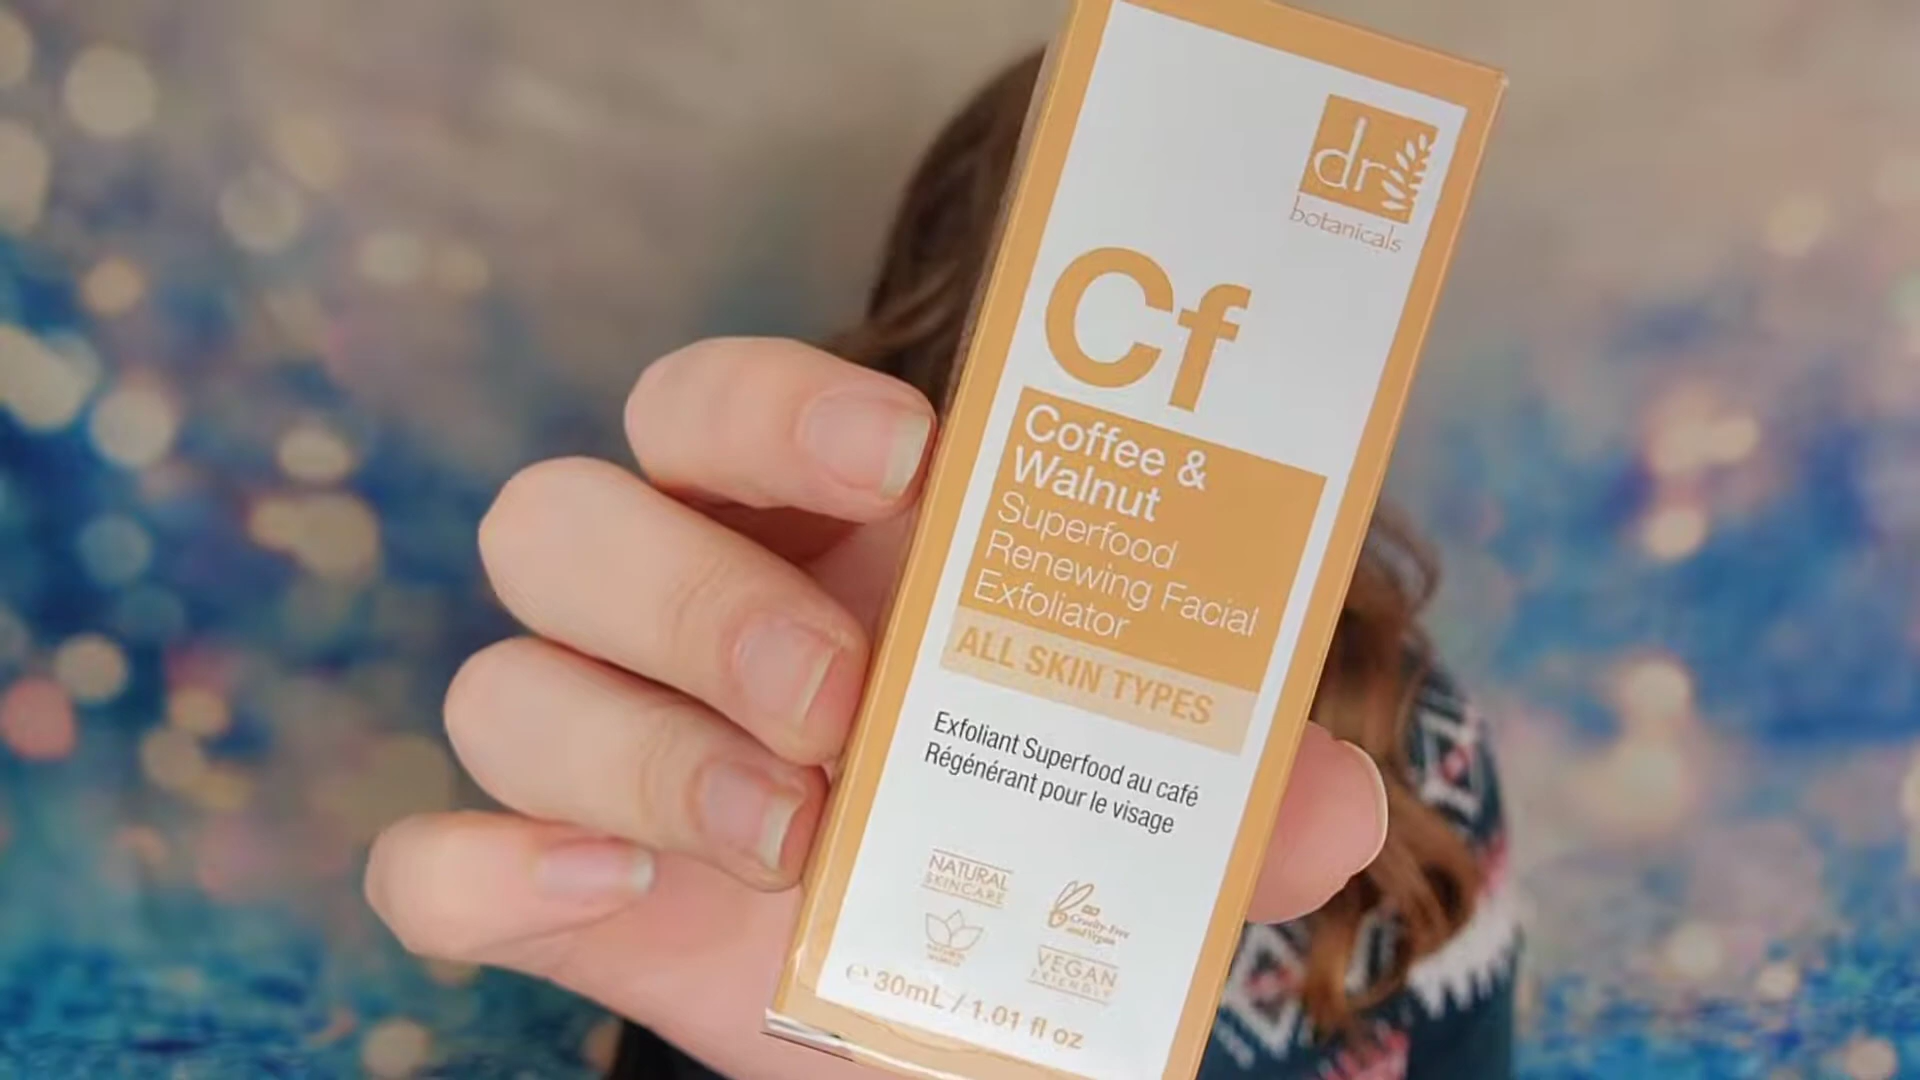 dr
botanicals
Cf
Coffee &
Walnut
Superfood
Renewing Facial
Exfoliator
ALL SKIN TYPES
Exfoliant Superfood au café
Régénérant pour le visage
NATURAL
SKINCARE
Cruelty-Free
and Vegan
VEGAN
FRIENDLY
℮ 30mL / 1.01 fl oz